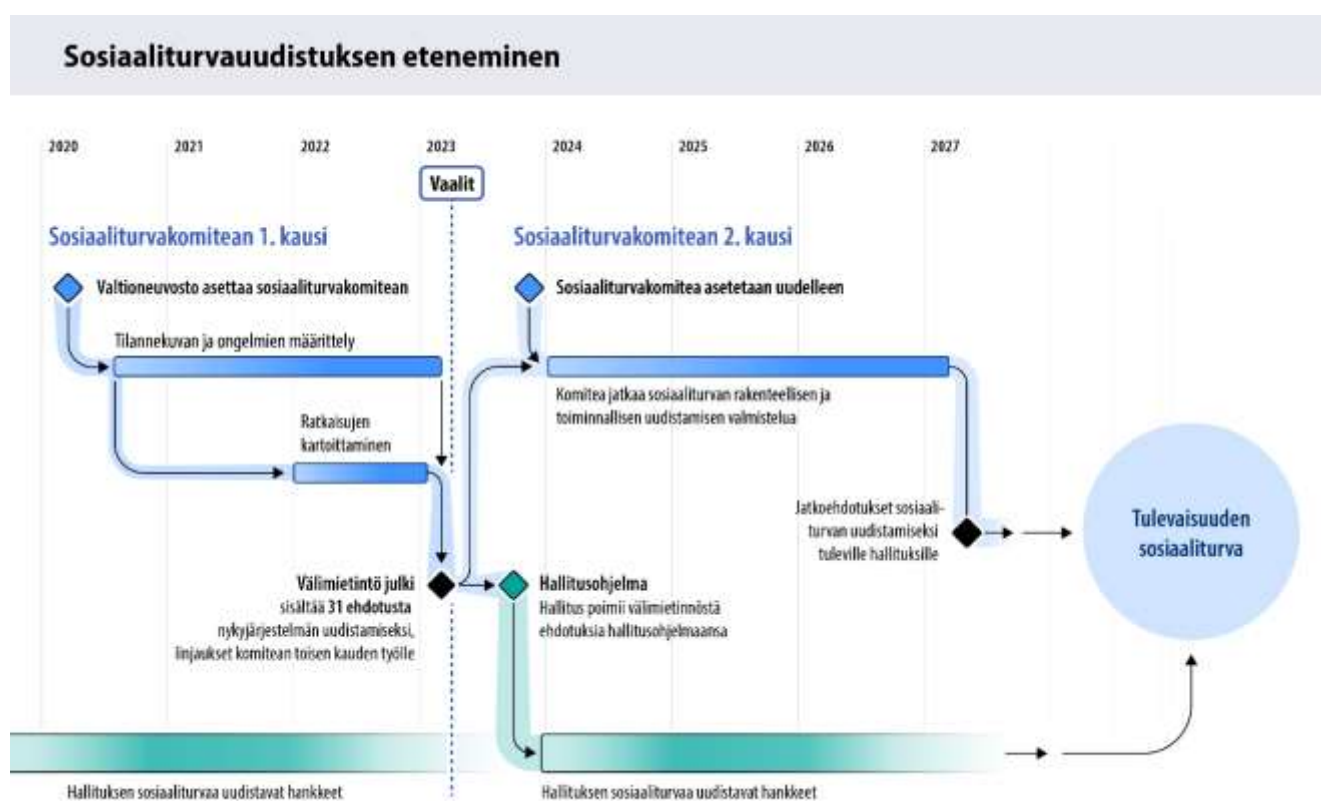 Sosiaaliturvauudistuksen eteneminen
2020 2021 2022 2023 2024 2025 2026 2027
Vaalit
Sosiaaliturvakomitean 1. kausi
Sosiaaliturvakomitean 2. kausi
Valtioneuvosto asettaa sosiaaliturvakomitean
Sosiaaliturvakomitea asetetaan uudelleen
Tilannekuvan ja ongelmien määrittely
Komitea jatkaa sosiaaliturvan rakenteellisen ja
toiminnallisen uudistamisen valmistelua
Ratkaisujen
kartoittaminen
Jatkoehdotukset sosiaali-
turvan uudistamiseksi
tuleville hallituksille
Tulevaisuuden
sosiaaliturva
Välimietintö julki
sisältää 31 ehdotusta
nykyjärjestelmän uudistamiseksi,
linjaukset komitean toisen kauden työlle
Hallitusohjelma
Hallitus poimii välimietinnöstä
ehdotuksia hallitusohjelmaansa
Hallituksen sosiaaliturvaa uudistavat hankkeet
Hallituksen sosiaaliturvaa uudistavat hankkeet